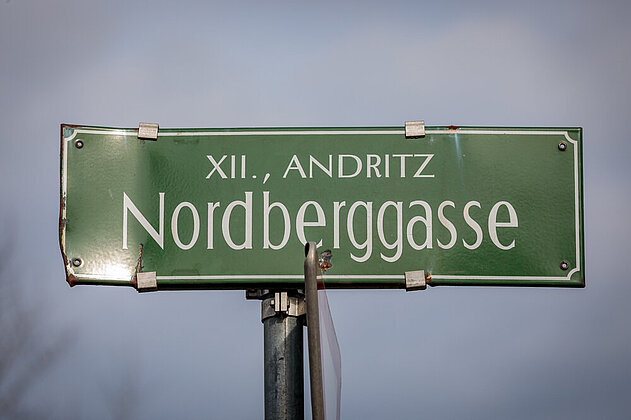 XII., ANDRITZ
Nordberggasse